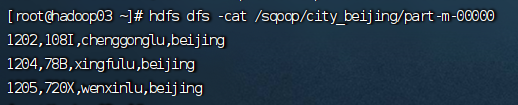 [root@hadoop03 ~]# hdfs dfs -cat /sqoop/city_beijing/part-m-00000
1202,108I,chenggonglu,beijing
1204,78B,xingfulu,beijing
1205,720X,wenxinlu,beijing